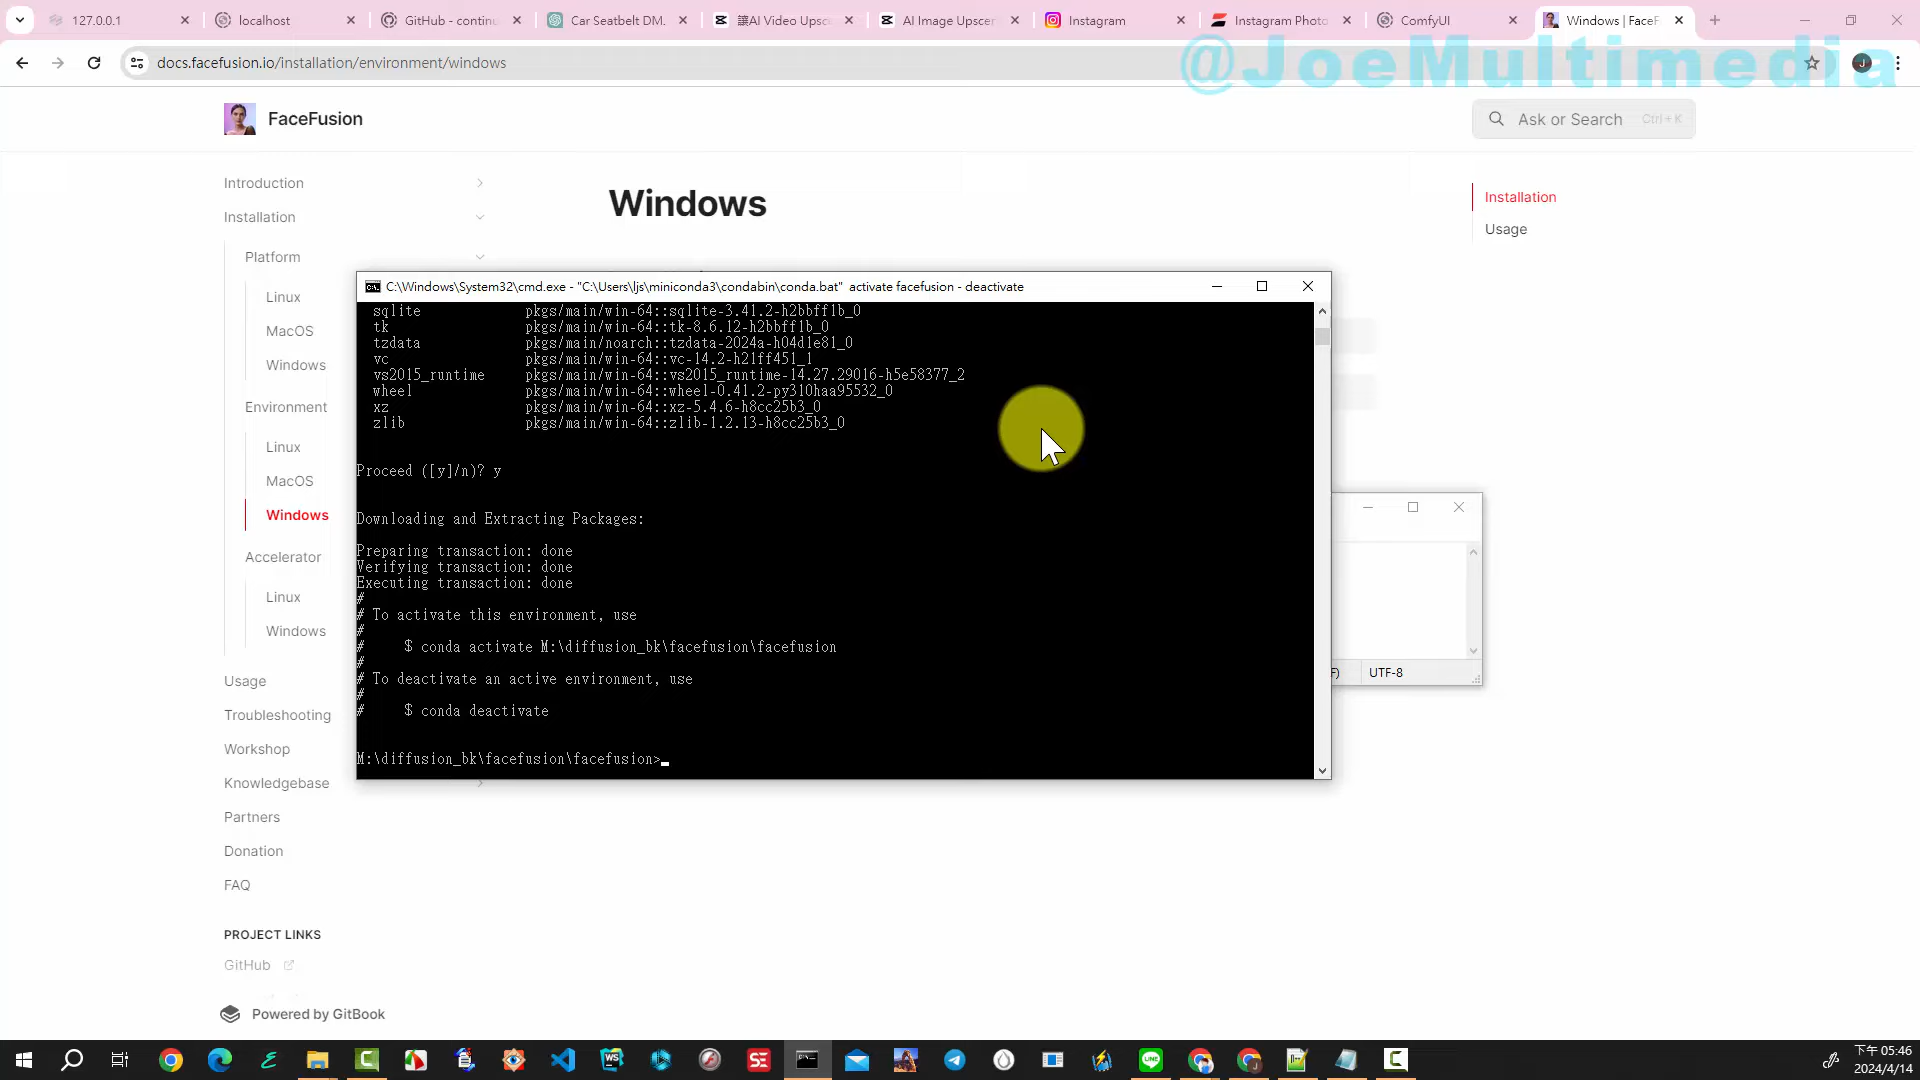 127.0.0.1
localhost
GitHub - continu
Car Seatbelt DM.
讓AI Video Upsc
AI Image Upscer
Instagram
Instagram Photo
ComfyUI
Windows | FaceF
docs.facefusion.io/installation/environment/windows
@JoeMultimedia
FaceFusion
Ask or Search Ctrl + K
Introduction
Installation
Platform
Linux
MacOS
Windows
Environment
Linux
MacOS
Windows
Accelerator
Linux
Windows
Usage
Troubleshooting
Workshop
Knowledgebase
Partners
Donation
FAQ
PROJECT LINKS
GitHub
Powered by GitBook
Windows
Installation
Usage
C:\Windows\System32\cmd.exe - "C:\Users\ljs\miniconda3\condabin\conda.bat" activate facefusion - deactivate
sqlite pkgs/main/win-64::sqlite-3.41.2-h2bbff1b_0
tk pkgs/main/win-64::tk-8.6.12-h2bbff1b_0
tzdata pkgs/main/noarch::tzdata-2024a-h04d1e81_0
vc pkgs/main/win-64::vc-14.2-h21ff451_1
vs2015_runtime pkgs/main/win-64::vs2015_runtime-14.27.29016-h5e58377_2
wheel pkgs/main/win-64::wheel-0.41.2-py310haa95532_0
xz pkgs/main/win-64::xz-5.4.6-h8cc25b3_0
zlib pkgs/main/win-64::zlib-1.2.13-h8cc25b3_0
Proceed ([y]/n)? y
Downloading and Extracting Packages:
Preparing transaction: done
Verifying transaction: done
Executing transaction: done
#
# To activate this environment, use
#
# $ conda activate M:\diffusion_bk\facefusion\facefusion
#
# To deactivate an active environment, use
#
# $ conda deactivate
M:\diffusion_bk\facefusion\facefusion>
F) UTF-8
下午 05:46
2024/4/14